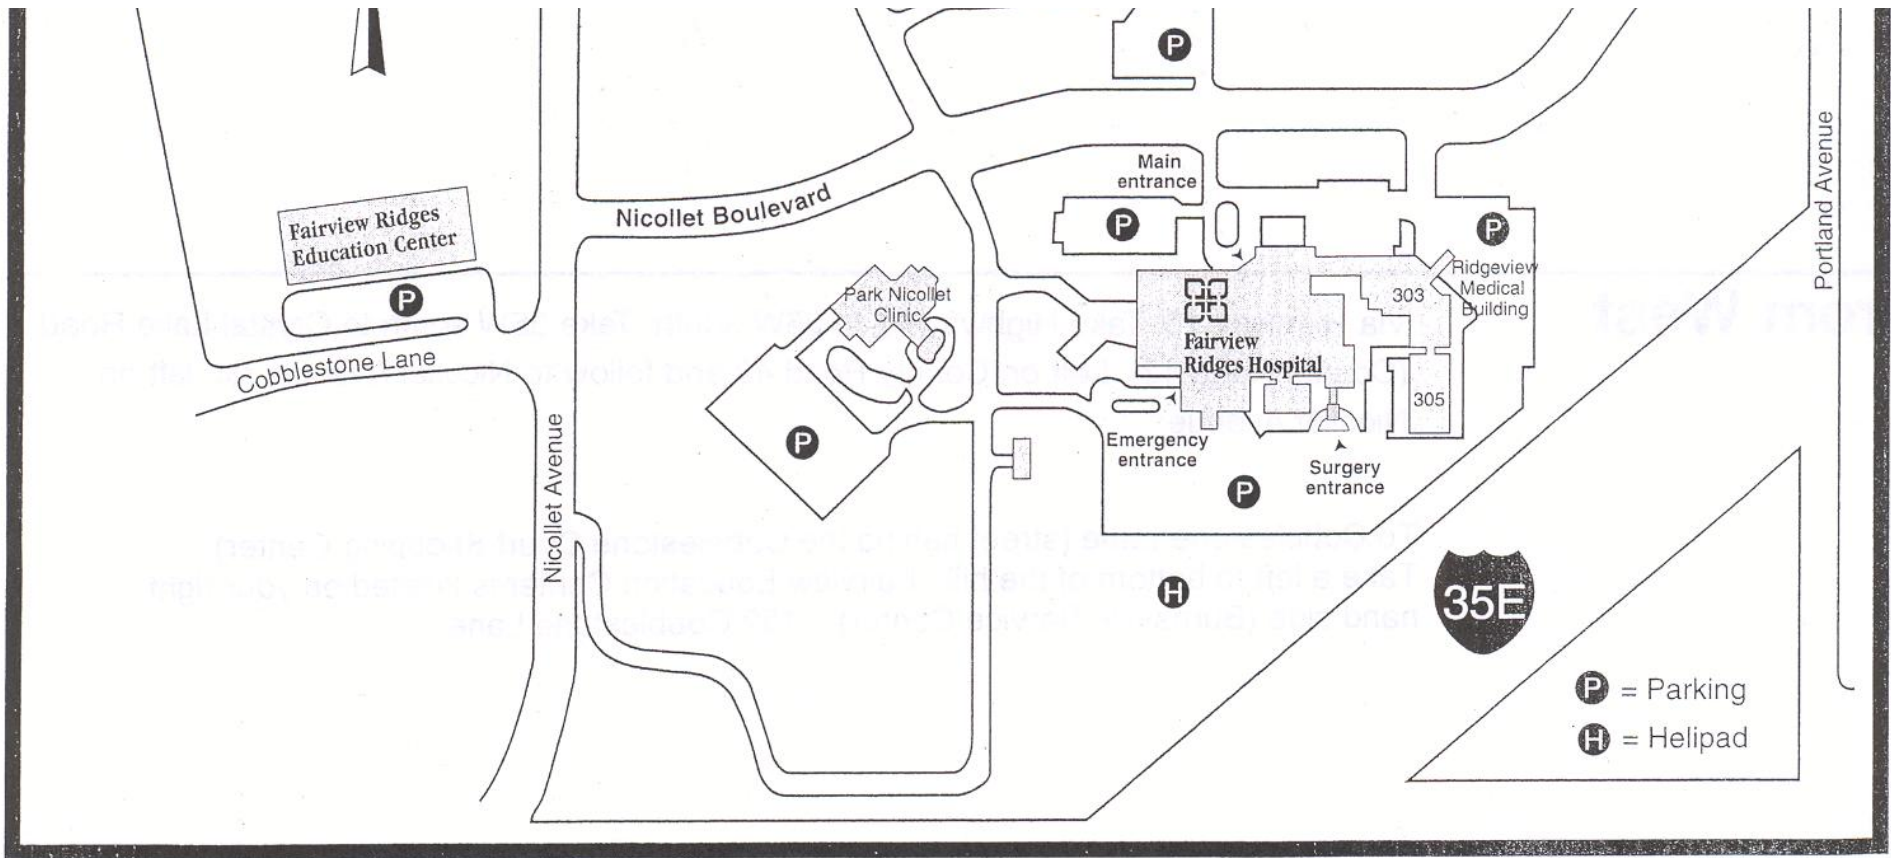 P
Main
entrance
Portland Avenue
Nicollet Boulevard
Fairview Ridges
Education Center
P
P
P
Ridgeview
Medical
Building
303
Park Nicollet
Clinic
Fairview
Ridges Hospital
Cobblestone Lane
305
Nicollet Avenue
P
Emergency
entrance
Surgery
entrance
P
H
35E
P = Parking
H = Helipad